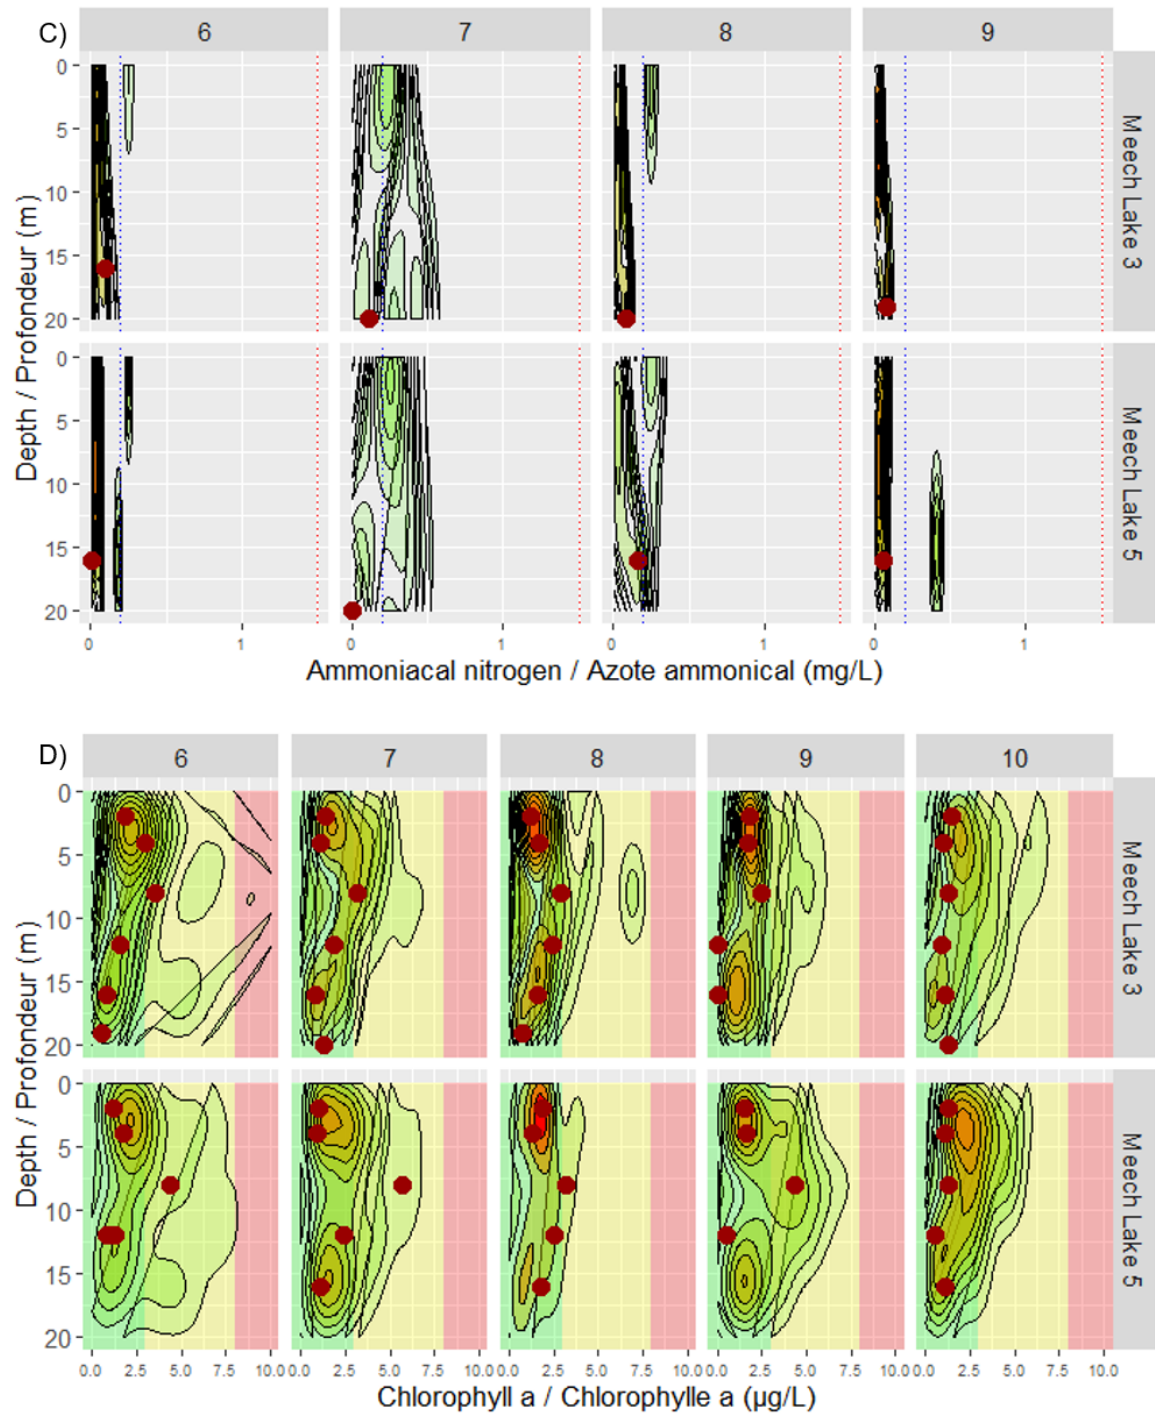 C)
6 7 8 9
Depth / Profondeur (m)
0
5
10
15
20
Meech Lake 3
0
5
10
15
20
Meech Lake 5
0 1 0 1 0 1 0 1
Ammoniacal nitrogen / Azote ammonical (mg/L)
D)
6 7 8 9 10
Depth / Profondeur (m)
0
5
10
15
20
Meech Lake 3
0
5
10
15
20
Meech Lake 5
0.0 2.5 5.0 7.5 10.0 0.0 2.5 5.0 7.5 10.0 0.0 2.5 5.0 7.5 10.0 0.0 2.5 5.0 7.5 10.0 0.0 2.5 5.0 7.5 10.0
Chlorophyll a / Chlorophylle a (µg/L)